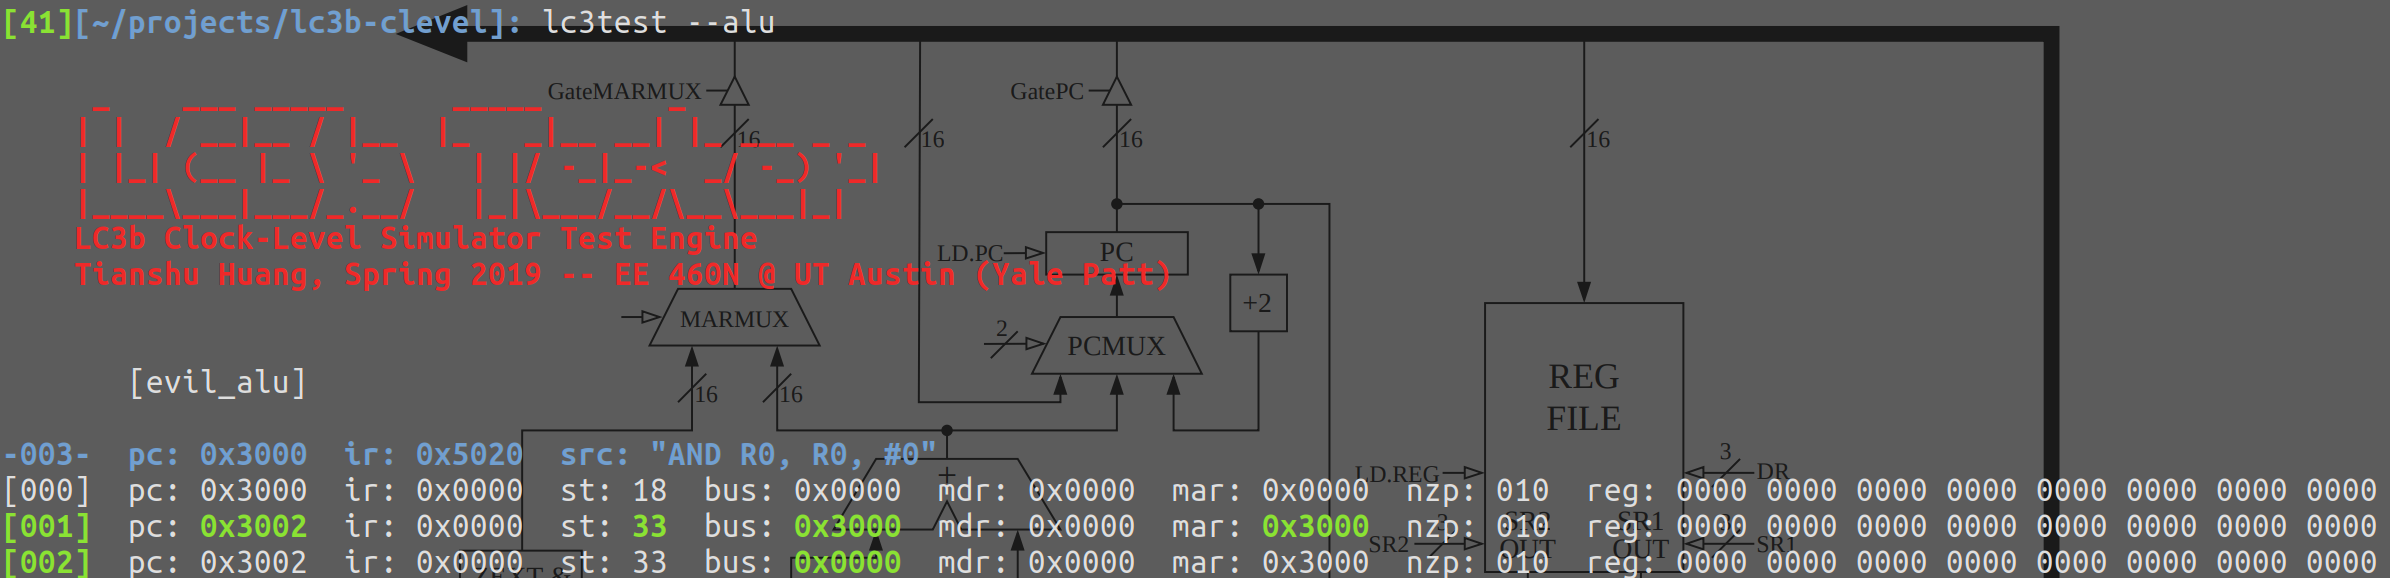 [41][~/projects/lc3b-clevel]: lc3test --alu
GateMARMUX
GatePC
16
16
16
16
LC3b Clock-Level Simulator Test Engine
LD.PC
PC
Tianshu Huang, Spring 2019 -- EE 460N @ UT Austin (Yale Patt)
+2
MARMUX
2
PCMUX
REG
FILE
[evil_alu]
16
16
-003- pc: 0x3000 ir: 0x5020 src: "AND R0, R0, #0"
+
3
LD.REG
DR
[000] pc: 0x3000 ir: 0x0000 st: 18 bus: 0x0000 mdr: 0x0000 mar: 0x0000 nzp: 010 reg: 0000 0000 0000 0000 0000 0000 0000 0000
[001] pc: 0x3002 ir: 0x0000 st: 33 bus: 0x3000 mdr: 0x0000 mar: 0x3000 nzp: 010 reg: 0000 0000 0000 0000 0000 0000 0000 0000
SR2
OUT
SR1
OUT
3
3
SR2
SR1
[002] pc: 0x3002 ir: 0x0000 st: 33 bus: 0x0000 mdr: 0x0000 mar: 0x3000 nzp: 010 reg: 0000 0000 0000 0000 0000 0000 0000 0000